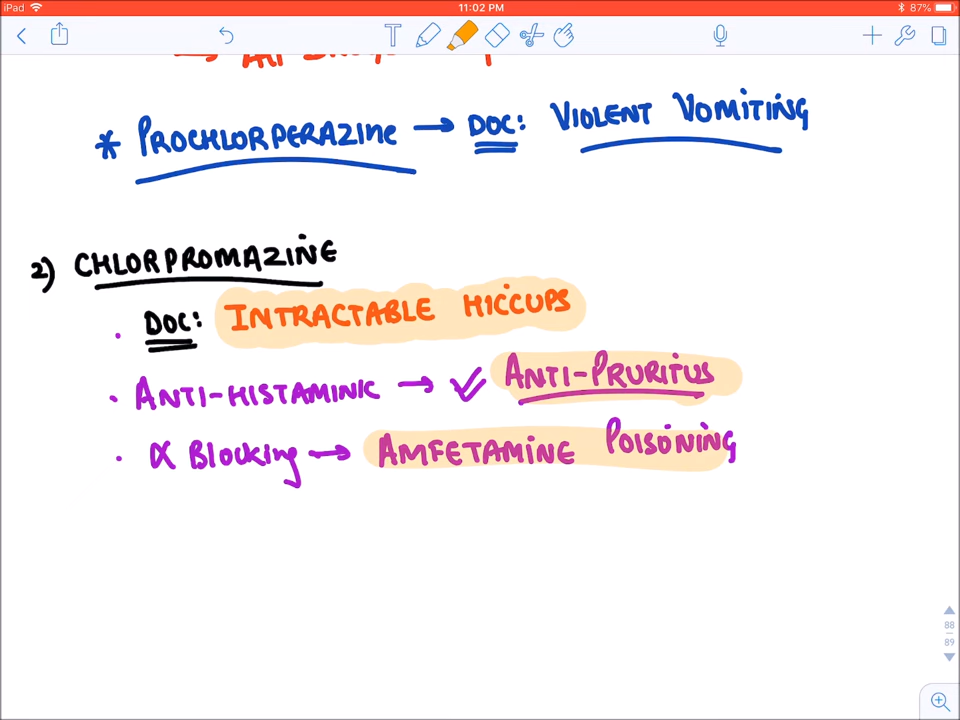 iPad 11:02 PM 87%
* PROCHLORPERAZINE → DOC: VIOLENT VOMITING
2) CHLORPROMAZINE
• DOC: INTRACTABLE HICCUPS
• ANTI-HISTAMINIC → ✓ ANTI-PRURITUS
• α Blocking → AMFETAMINE POISONING
88
89